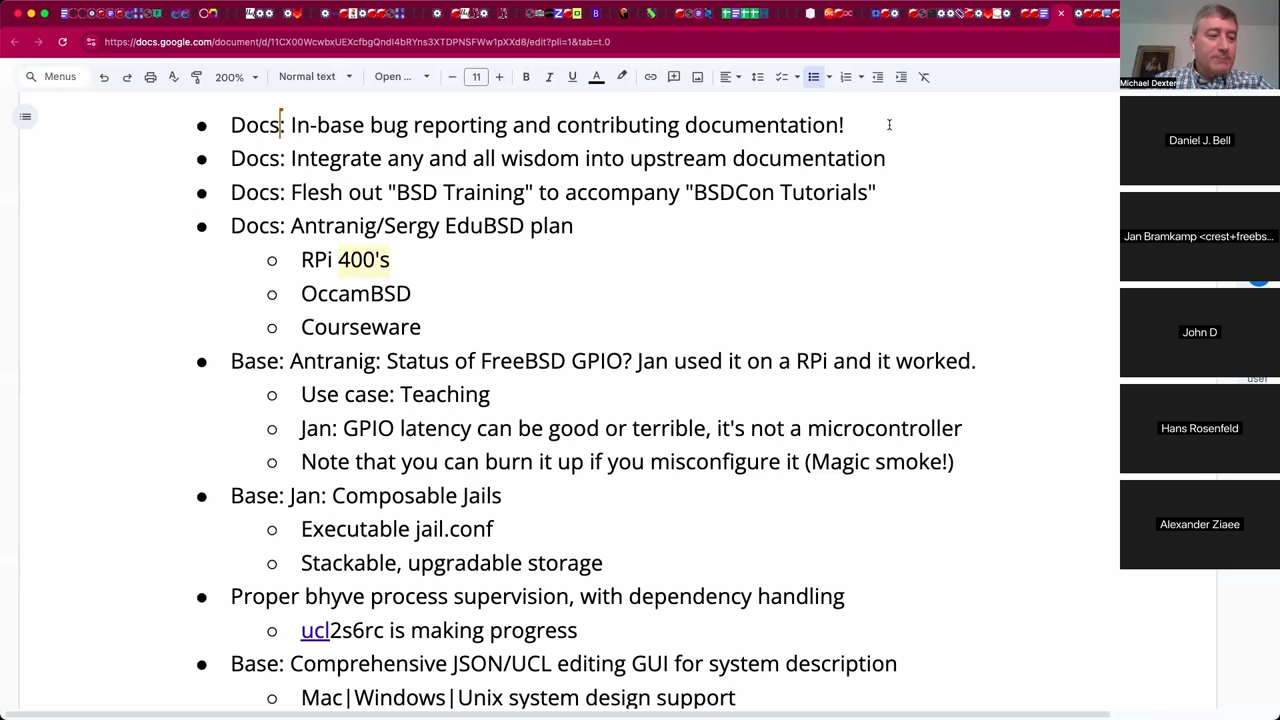 https://docs.google.com/document/d/11CX00WcwbxUEXcfbgQndI4bRYns3XTDPNSFWw1pXXd8/edit?pli=1&tab=t.0
Menus
200%
Normal text
Open ...
11
Docs: In-base bug reporting and contributing documentation!
Docs: Integrate any and all wisdom into upstream documentation
Docs: Flesh out "BSD Training" to accompany "BSDCon Tutorials"
Docs: Antranig/Sergy EduBSD plan
RPi 400's
OccamBSD
Courseware
Base: Antranig: Status of FreeBSD GPIO? Jan used it on a RPi and it worked.
Use case: Teaching
Jan: GPIO latency can be good or terrible, it's not a microcontroller
Note that you can burn it up if you misconfigure it (Magic smoke!)
Base: Jan: Composable Jails
Executable jail.conf
Stackable, upgradable storage
Proper bhyve process supervision, with dependency handling
ucl2s6rc is making progress
Base: Comprehensive JSON/UCL editing GUI for system description
Mac|Windows|Unix system design support
Michael Dexter
Daniel J. Bell
Jan Bramkamp <crest+freebs...
John D
user
Hans Rosenfeld
Alexander Ziaee